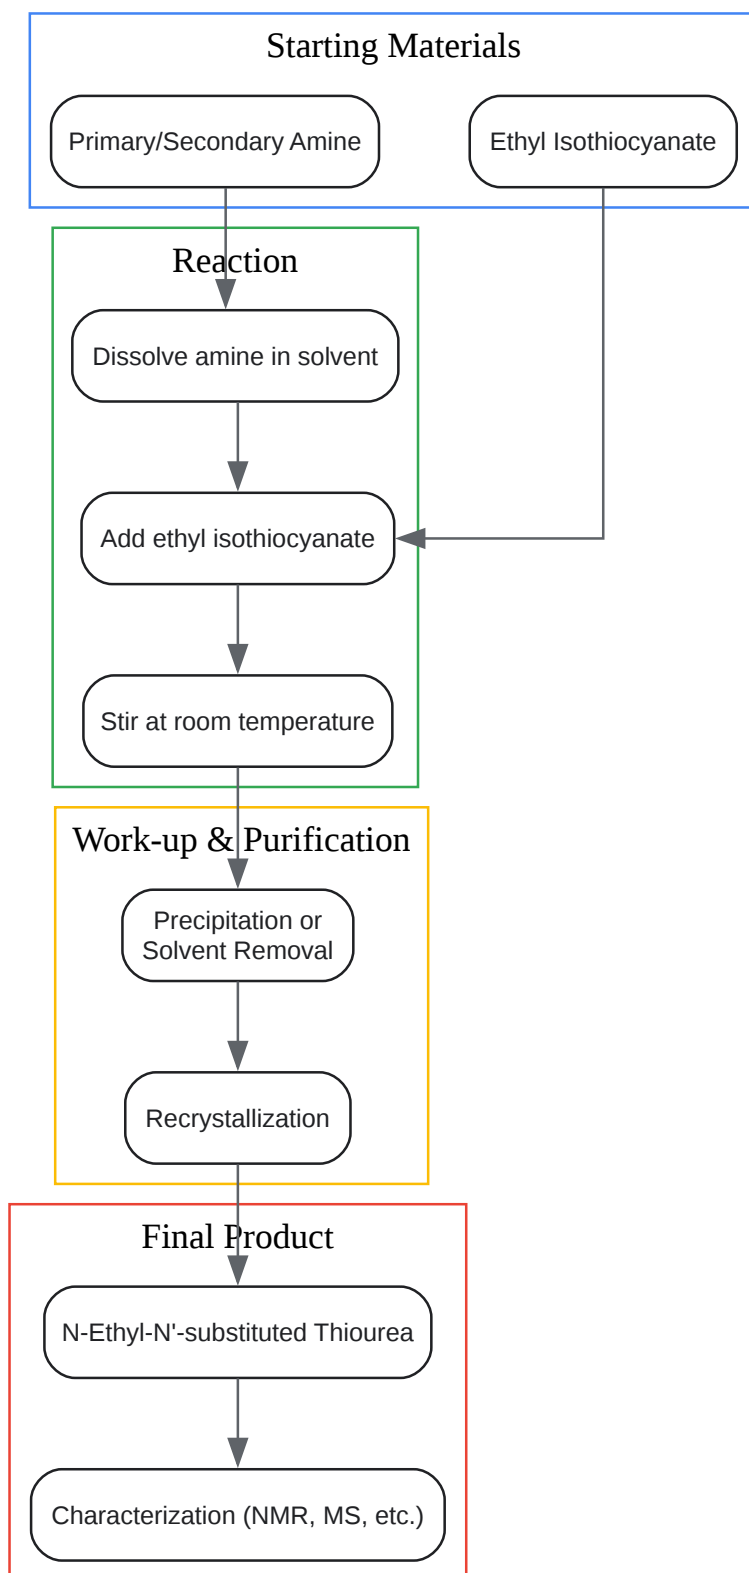 Starting Materials
Primary/Secondary Amine
Ethyl Isothiocyanate
Reaction
Dissolve amine in solvent
Add ethyl isothiocyanate
Stir at room temperature
Work-up & Purification
Precipitation or
Solvent Removal
Recrystallization
Final Product
N-Ethyl-N'-substituted Thiourea
Characterization (NMR, MS, etc.)